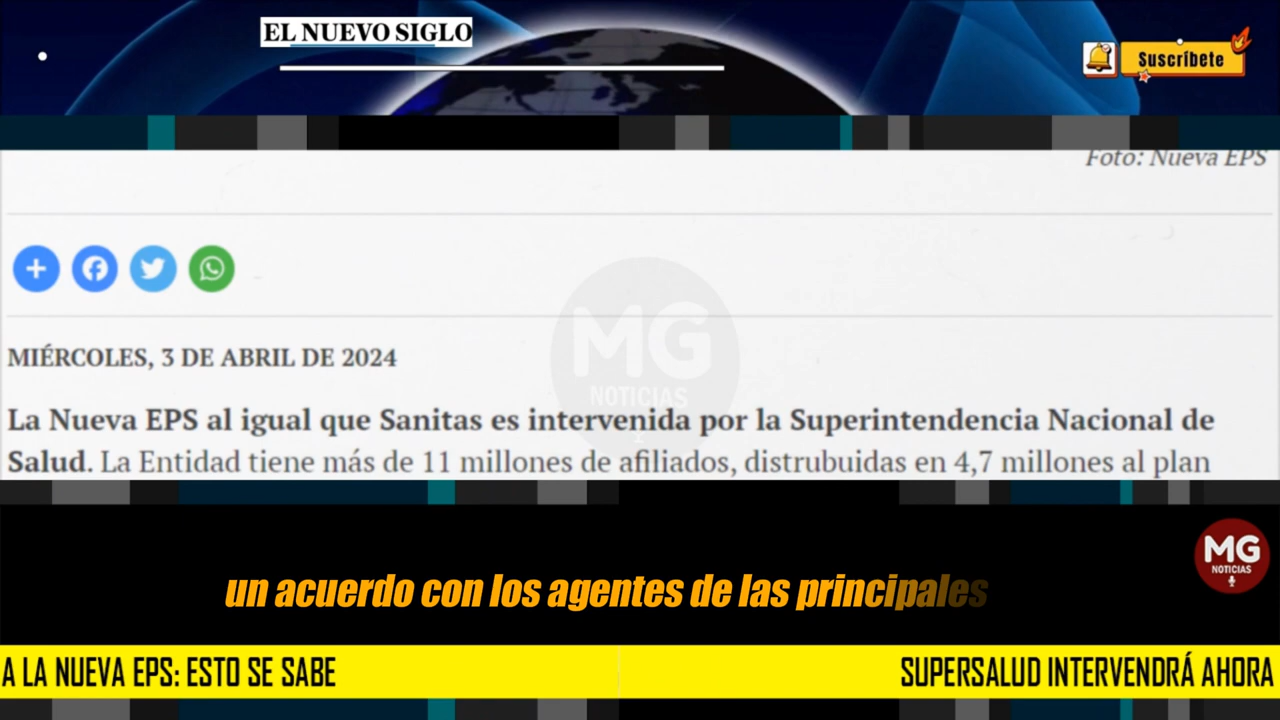 EL NUEVO SIGLO
Suscríbete
Foto: Nueva EPS
MIÉRCOLES, 3 DE ABRIL DE 2024
MG
NOTICIAS
La Nueva EPS al igual que Sanitas es intervenida por la Superintendencia Nacional de
Salud. La Entidad tiene más de 11 millones de afiliados, distrubuidas en 4,7 millones al plan
MG
NOTICIAS
un acuerdo con los agentes de las principales
A LA NUEVA EPS: ESTO SE SABE
SUPERSALUD INTERVENDRÁ AHORA